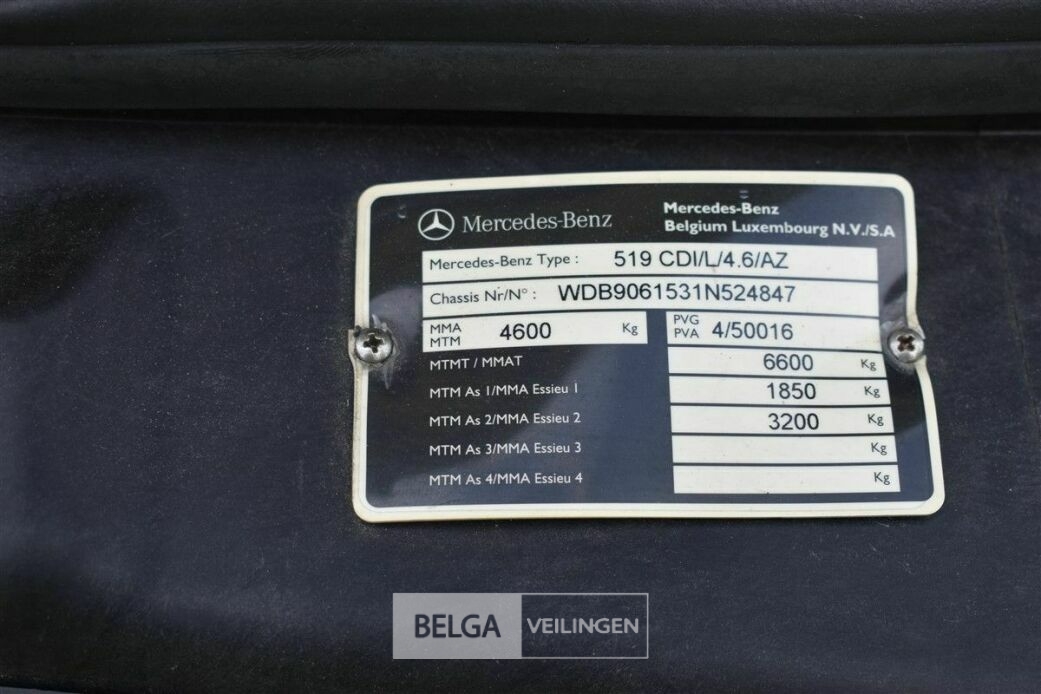 Mercedes-Benz
Mercedes-Benz
Belgium Luxembourg N.V./S.A
Mercedes-Benz Type : 519 CDI/L/4.6/AZ
Chassis Nr/N° : WDB9061531N524847
MMA
MTM
4600 Kg
PVG
PVA
4/50016
MTMT / MMAT 6600 Kg
MTM As 1/MMA Essieu 1 1850 Kg
MTM As 2/MMA Essieu 2 3200 Kg
MTM As 3/MMA Essieu 3 Kg
MTM As 4/MMA Essieu 4 Kg
BELGA VEILINGEN